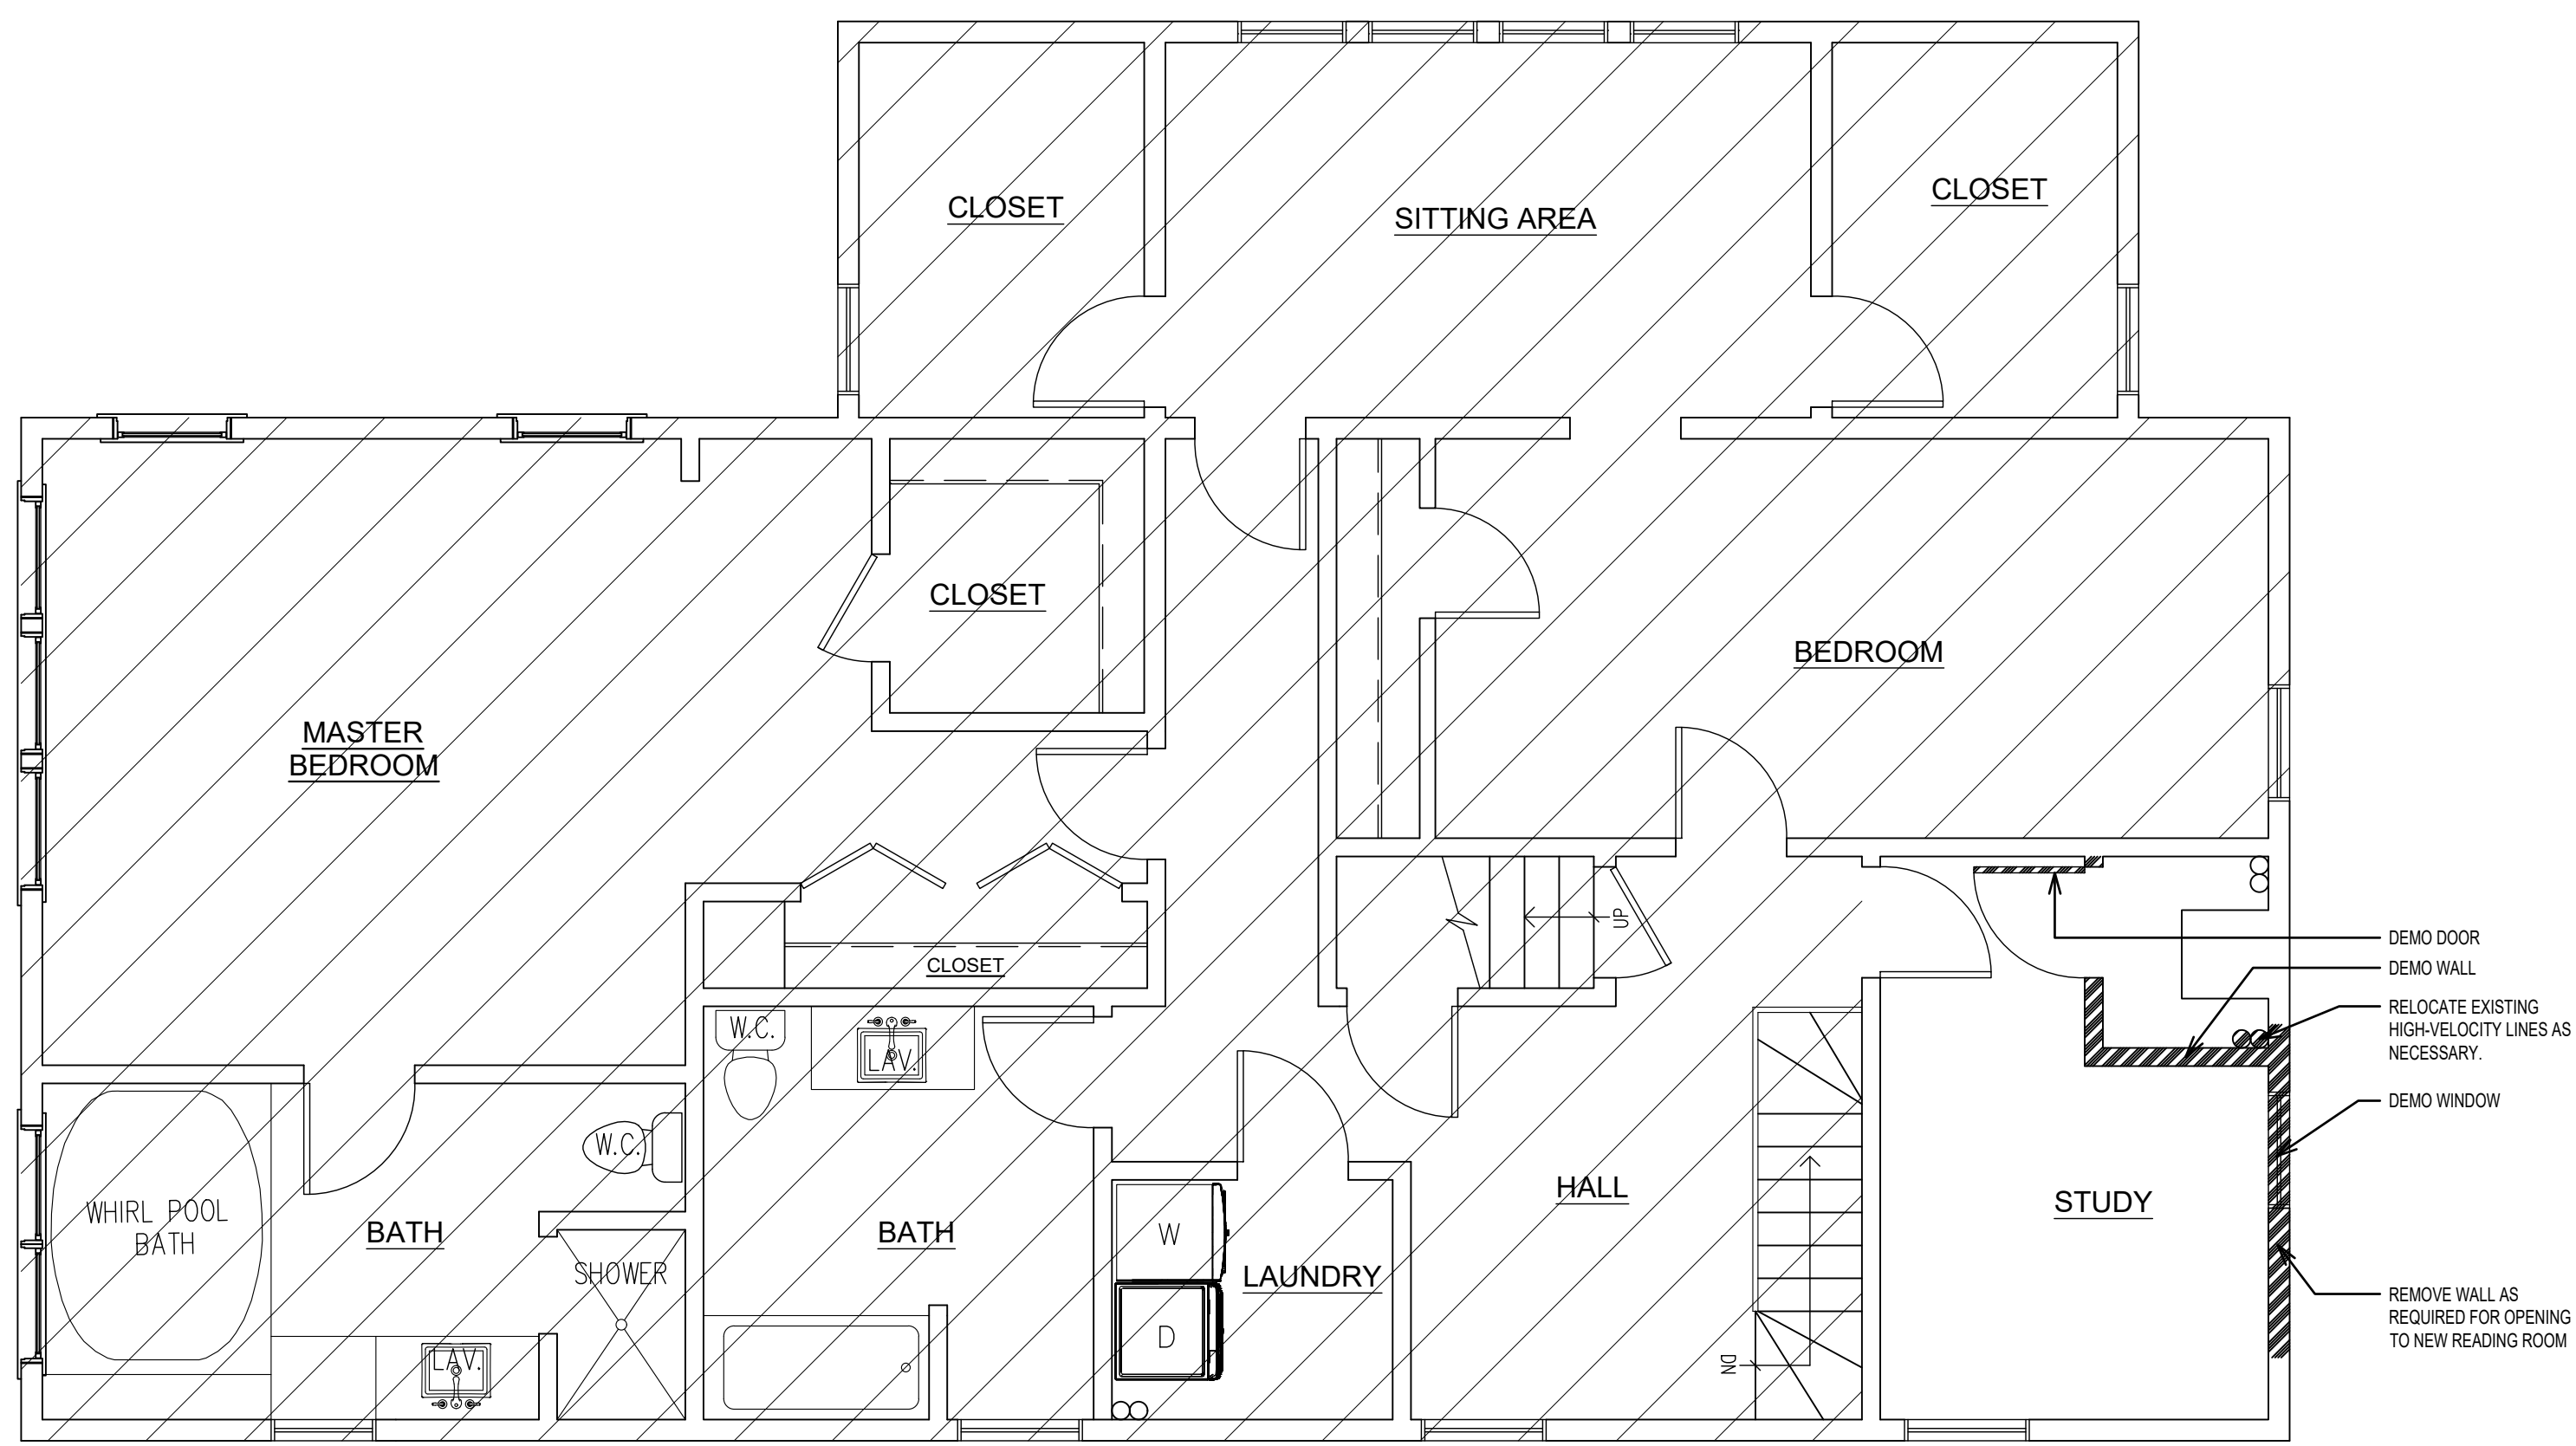 CLOSET
SITTING AREA
CLOSET
CLOSET
BEDROOM
MASTER
BEDROOM
UP
DEMO DOOR
DEMO WALL
CLOSET
RELOCATE EXISTING
HIGH-VELOCITY LINES AS
NECESSARY.
W.C.
LAV.
DEMO WINDOW
W.C.
WHIRL POOL
BATH
BATH
SHOWER
BATH
W
LAUNDRY
D
HALL
STUDY
REMOVE WALL AS
REQUIRED FOR OPENING
TO NEW READING ROOM
LAV.
DN